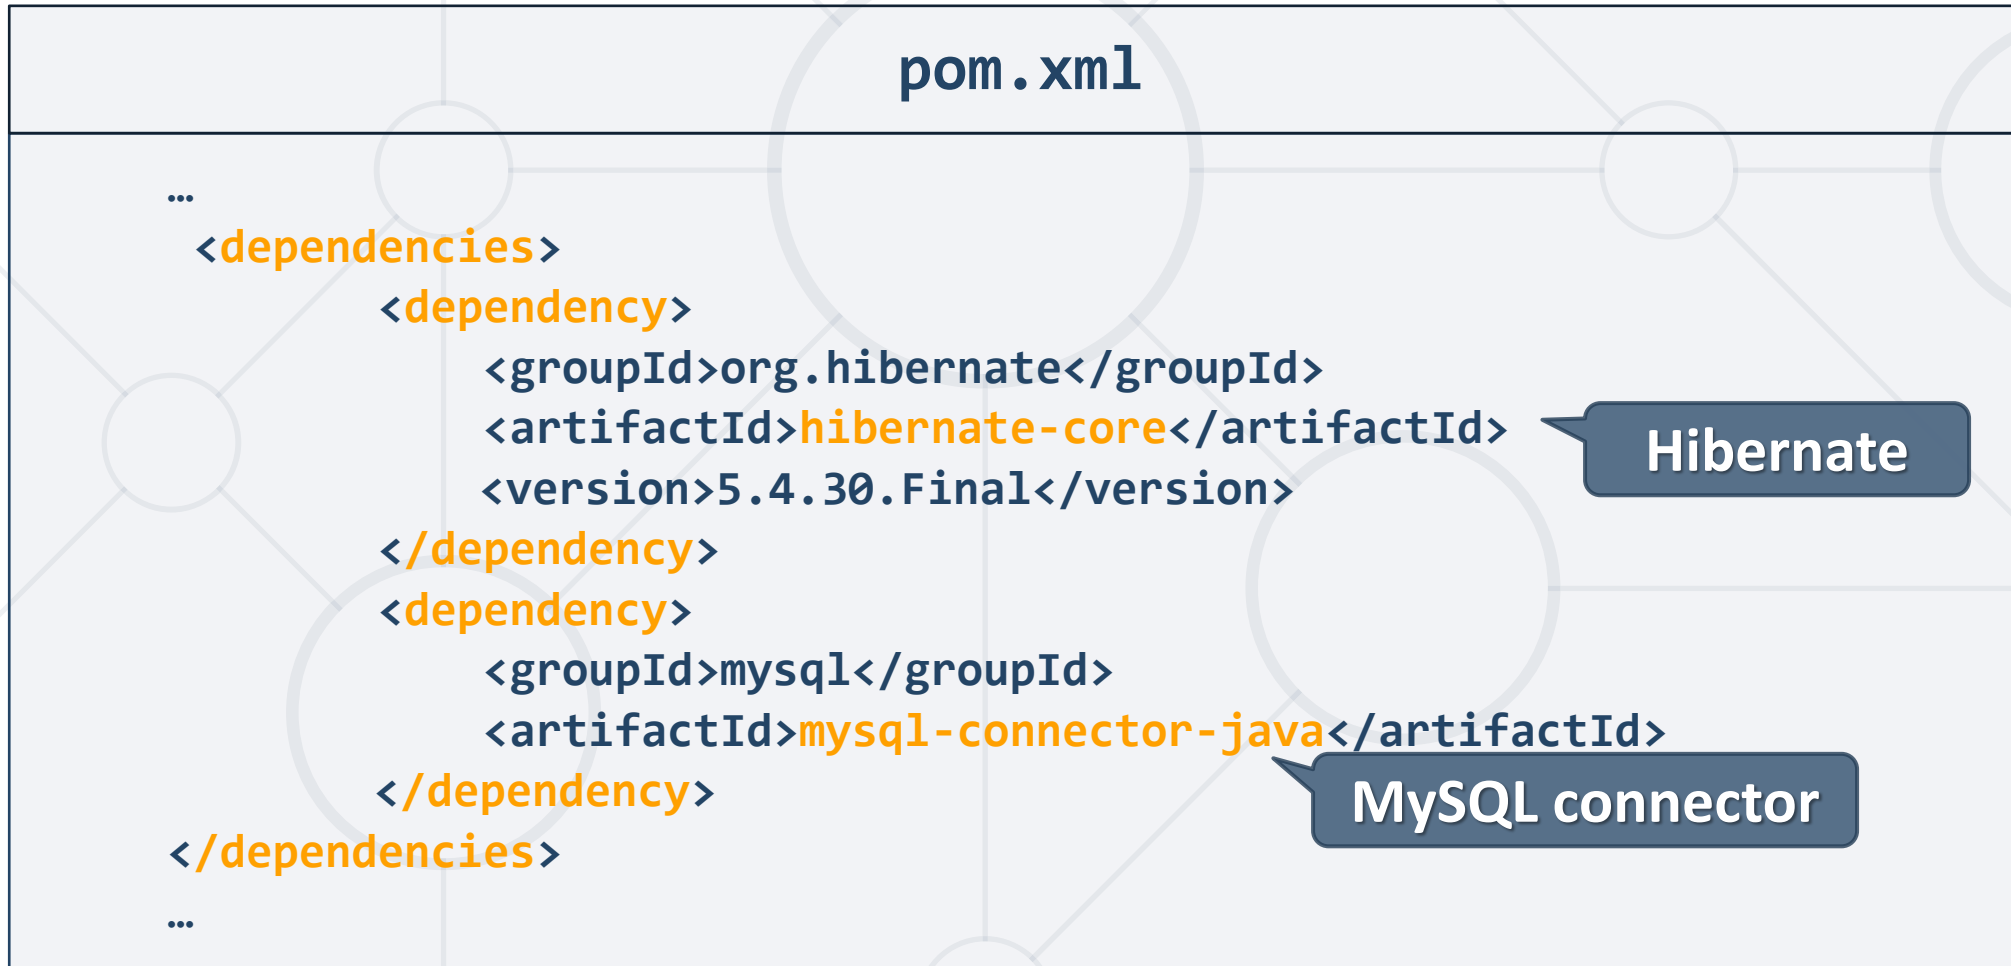 pom.xml
…
<dependencies>
<dependency>
<groupId>org.hibernate</groupId>
<artifactId>hibernate-core</artifactId>
Hibernate
<version>5.4.30.Final</version>
</dependency>
<dependency>
<groupId>mysql</groupId>
<artifactId>mysql-connector-java</artifactId>
MySQL connector
</dependency>
</dependencies>
…